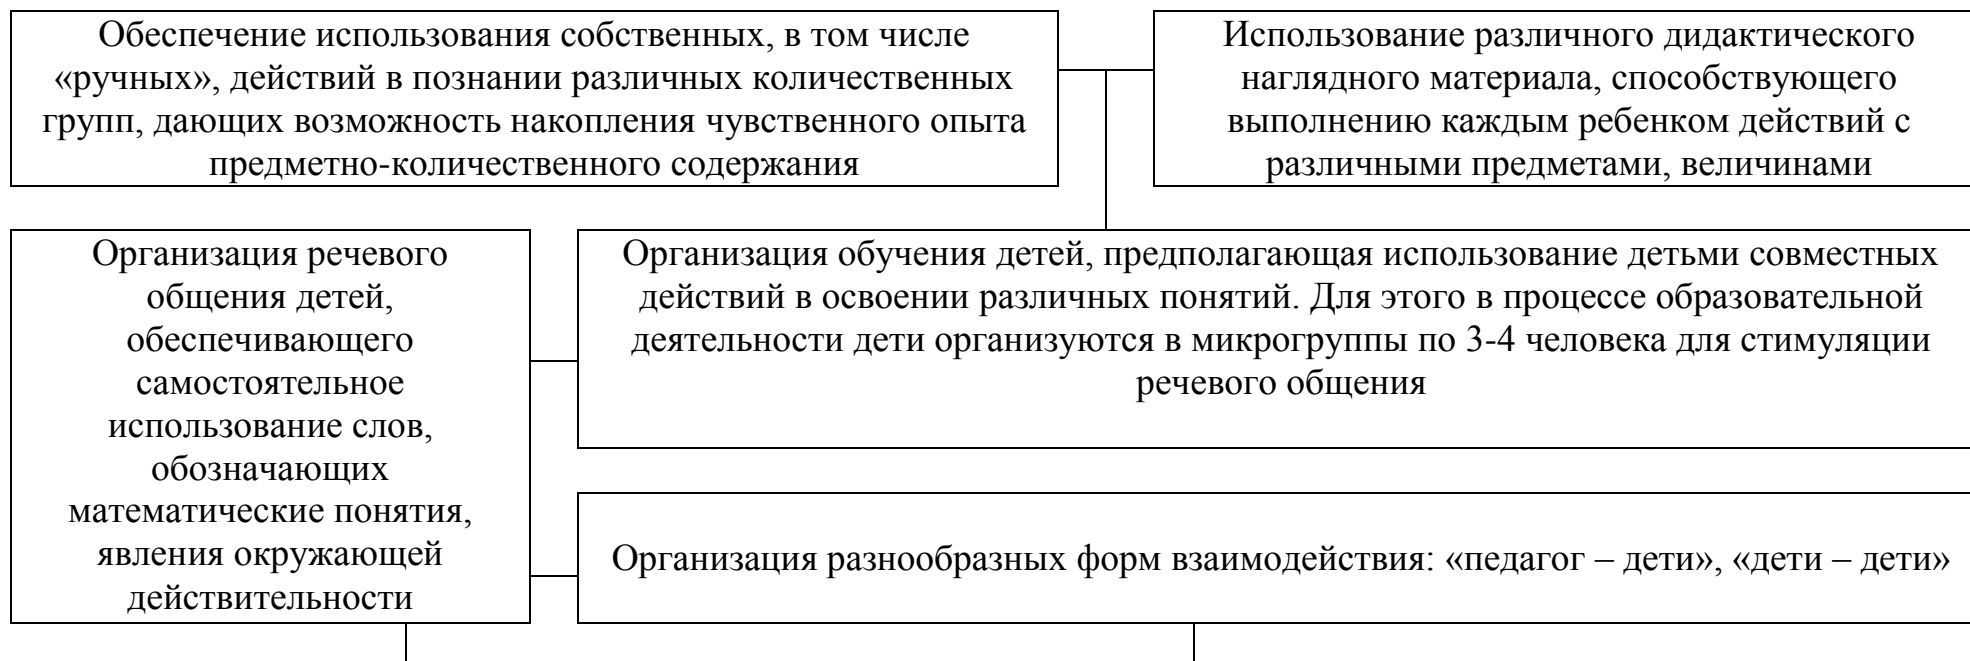 Обеспечение использования собственных, в том числе
«ручных», действий в познании различных количественных
групп, дающих возможность накопления чувственного опыта
предметно-количественного содержания
Использование различного дидактического
наглядного материала, способствующего
выполнению каждым ребенком действий с
различными предметами, величинами
Организация речевого
общения детей,
обеспечивающего
самостоятельное
использование слов,
обозначающих
математические понятия,
явления окружающей
действительности
Организация обучения детей, предполагающая использование детьми совместных
действий в освоении различных понятий. Для этого в процессе образовательной
деятельности дети организуются в микрогруппы по 3-4 человека для стимуляции
речевого общения
Организация разнообразных форм взаимодействия: «педагог – дети», «дети – дети»